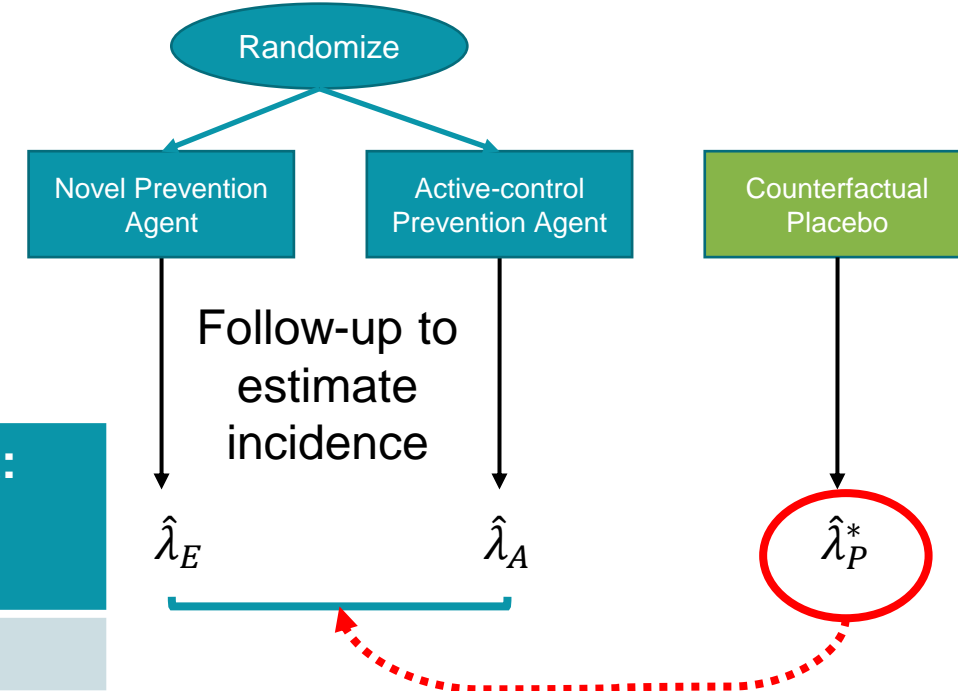 Randomize
Novel Prevention
Agent
Active-control
Prevention Agent
Counterfactual
Placebo
Follow-up to
estimate
incidence
:
λ̂_E
λ̂_A
λ̂*_P